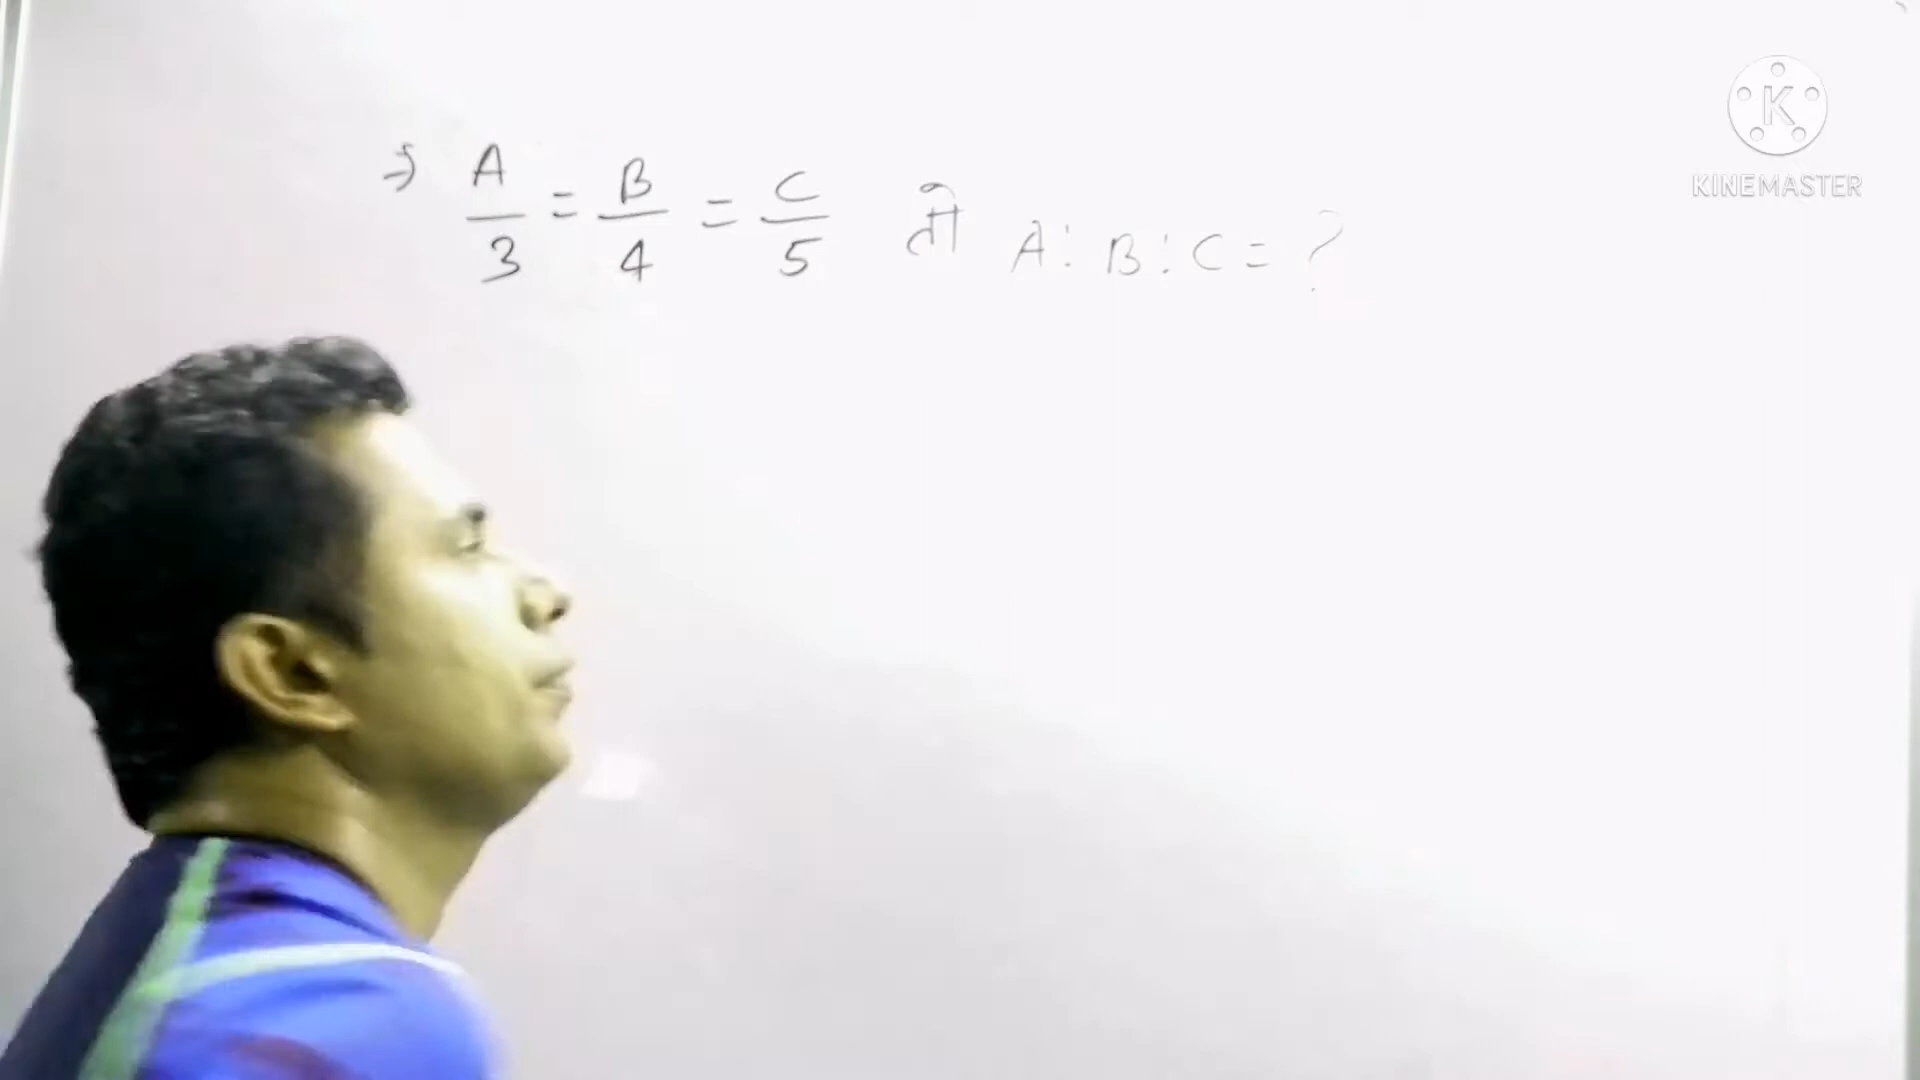 ⇒ A/3 = B/4 = C/5 तो A : B : C = ?
K
KINEMASTER